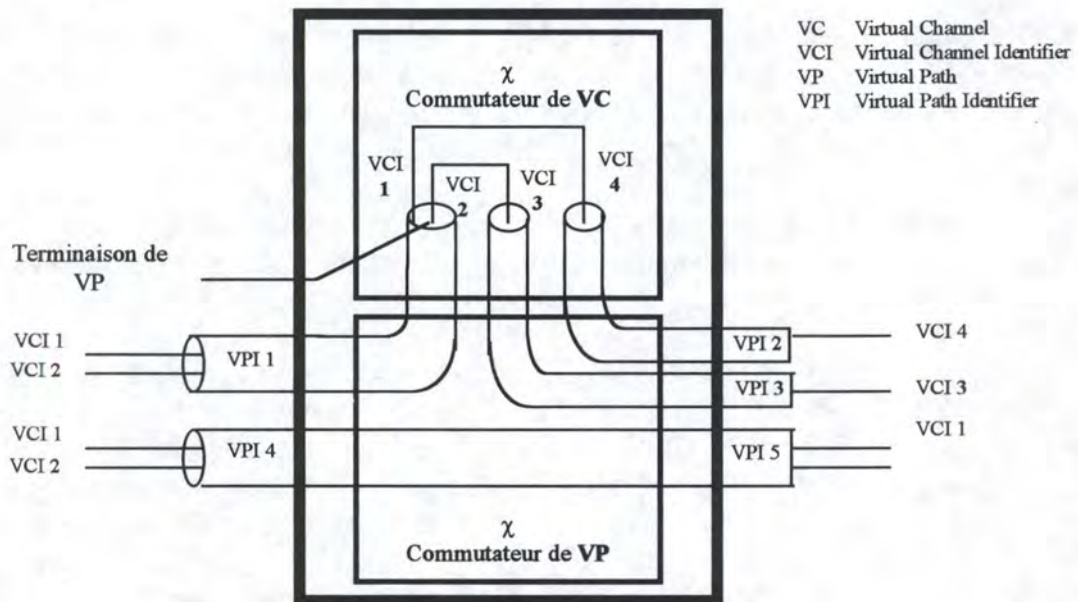 VC Virtual Channel
VCI Virtual Channel Identifier
VP Virtual Path
VPI Virtual Path Identifier
χ
Commutateur de VC
VCI
1
VCI
2
VCI
3
VCI
4
Terminaison de
VP
VCI 1
VCI 2
VPI 1
VPI 2
VCI 4
VPI 3
VCI 3
VCI 1
VCI 2
VPI 4
VPI 5
VCI 1
χ
Commutateur de VP